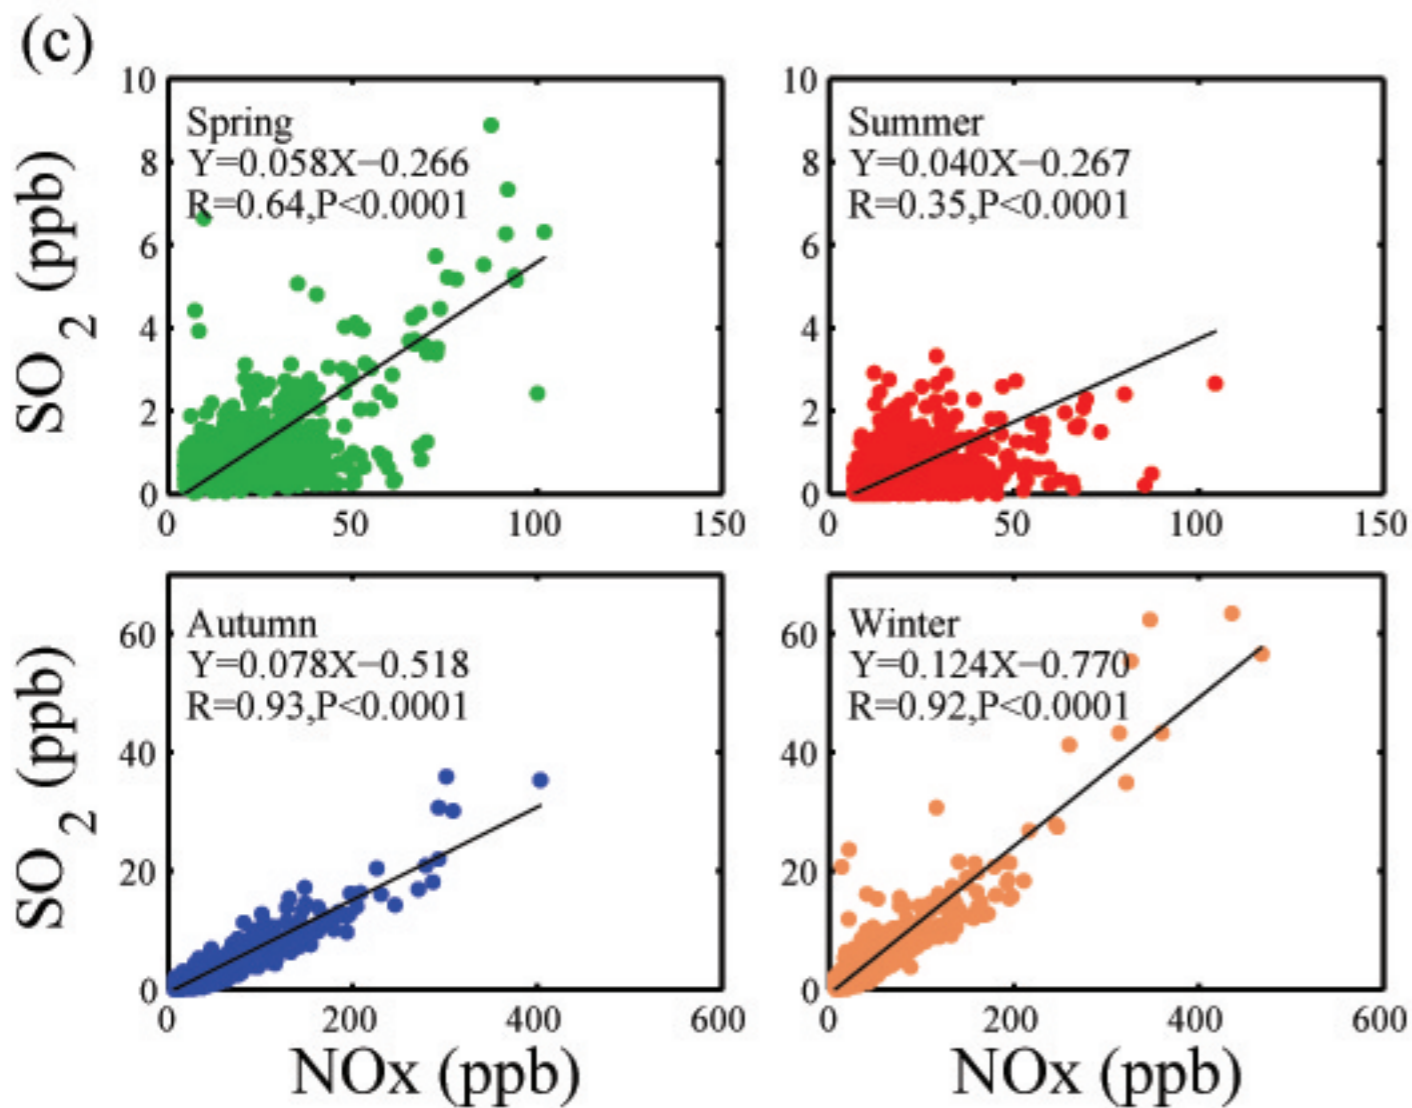 (c)
10
8
6
4
2
0
SO2 (ppb)
Spring
Y=0.058X−0.266
R=0.64,P<0.0001
0 50 100 150
10
8
6
4
2
0
Summer
Y=0.040X−0.267
R=0.35,P<0.0001
0 50 100 150
60
40
20
0
SO2 (ppb)
Autumn
Y=0.078X−0.518
R=0.93,P<0.0001
0 200 400 600
NOx (ppb)
60
40
20
0
Winter
Y=0.124X−0.770
R=0.92,P<0.0001
0 200 400 600
NOx (ppb)